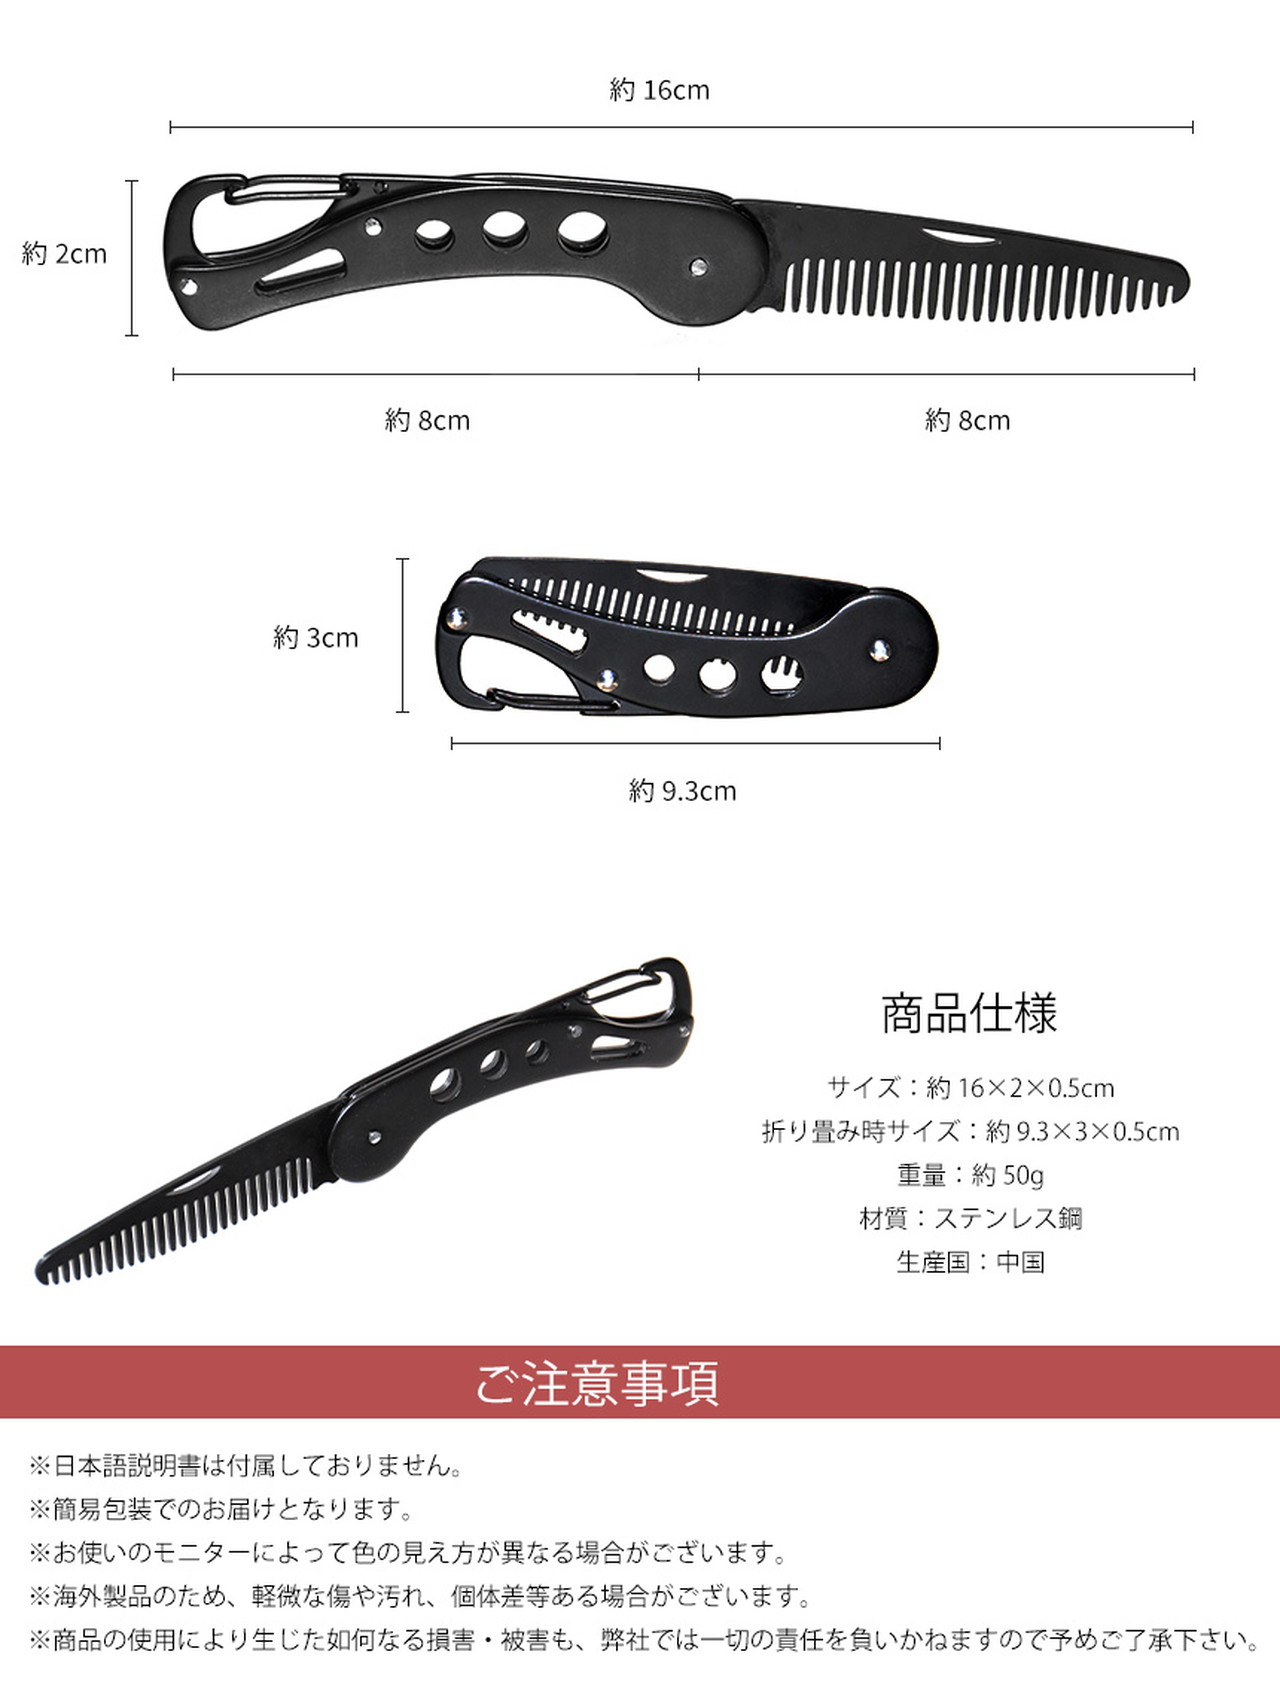 約 16cm
約 2cm
約 8cm
約 8cm
約 3cm
約 9.3cm
商品仕様
サイズ：約 16×2×0.5cm
折り畳み時サイズ：約 9.3×3×0.5cm
重量：約 50g
材質：ステンレス鋼
生産国：中国
ご注意事項
※日本語説明書は付属しておりません。
※簡易包装でのお届けとなります。
※お使いのモニターによって色の見え方が異なる場合がございます。
※海外製品のため、軽微な傷や汚れ、個体差等ある場合がございます。
※商品の使用により生じた如何なる損害・被害も、弊社では一切の責任を負いかねますので予めご了承下さい。